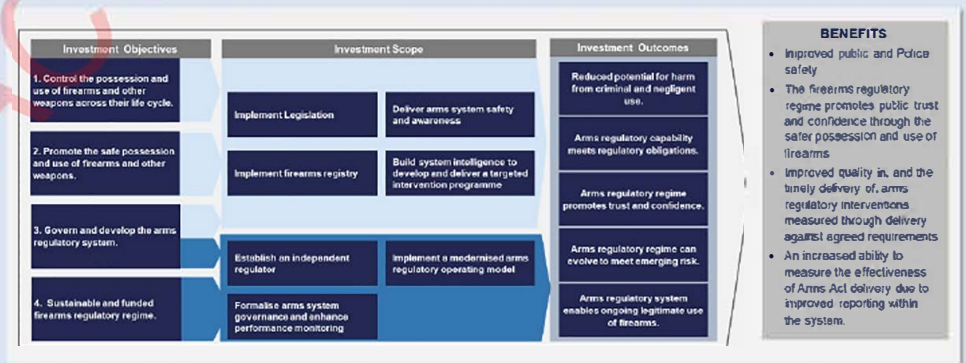 Investment Objectives
1. Control the possession and
use of firearms and other
weapons across their life cycle.
2. Promote the safe possession
and use of firearms and other
weapons.
3. Govern and develop the arms
regulatory system.
4. Sustainable and funded
firearms regulatory regime.
Investment Scope
Implement Legislation
Deliver arms system safety
and awareness
Implement firearms registry
Build system intelligence to
develop and deliver a targeted
intervention programme
Establish an independent
regulator
Implement a modernised arms
regulatory operating model
Formalise arms system
governance and enhance
performance monitoring
Investment Outcomes
Reduced potential for harm
from criminal and negligent
use.
Arms regulatory capability
meets regulatory obligations.
Arms regulatory regime
promotes trust and confidence.
Arms regulatory regime can
evolve to meet emerging risk.
Arms regulatory system
enables ongoing legitimate use
of firearms.
BENEFITS
• Improved public and Police
safety
• The firearms regulatory
regime promotes public trust
and confidence through the
safer possession and use of
firearms
• Improved quality in, and the
timely delivery of, arms
regulatory interventions
measured through delivery
against agreed requirements
• An increased ability to
measure the effectiveness
of Arms Act delivery due to
improved reporting within
the system.